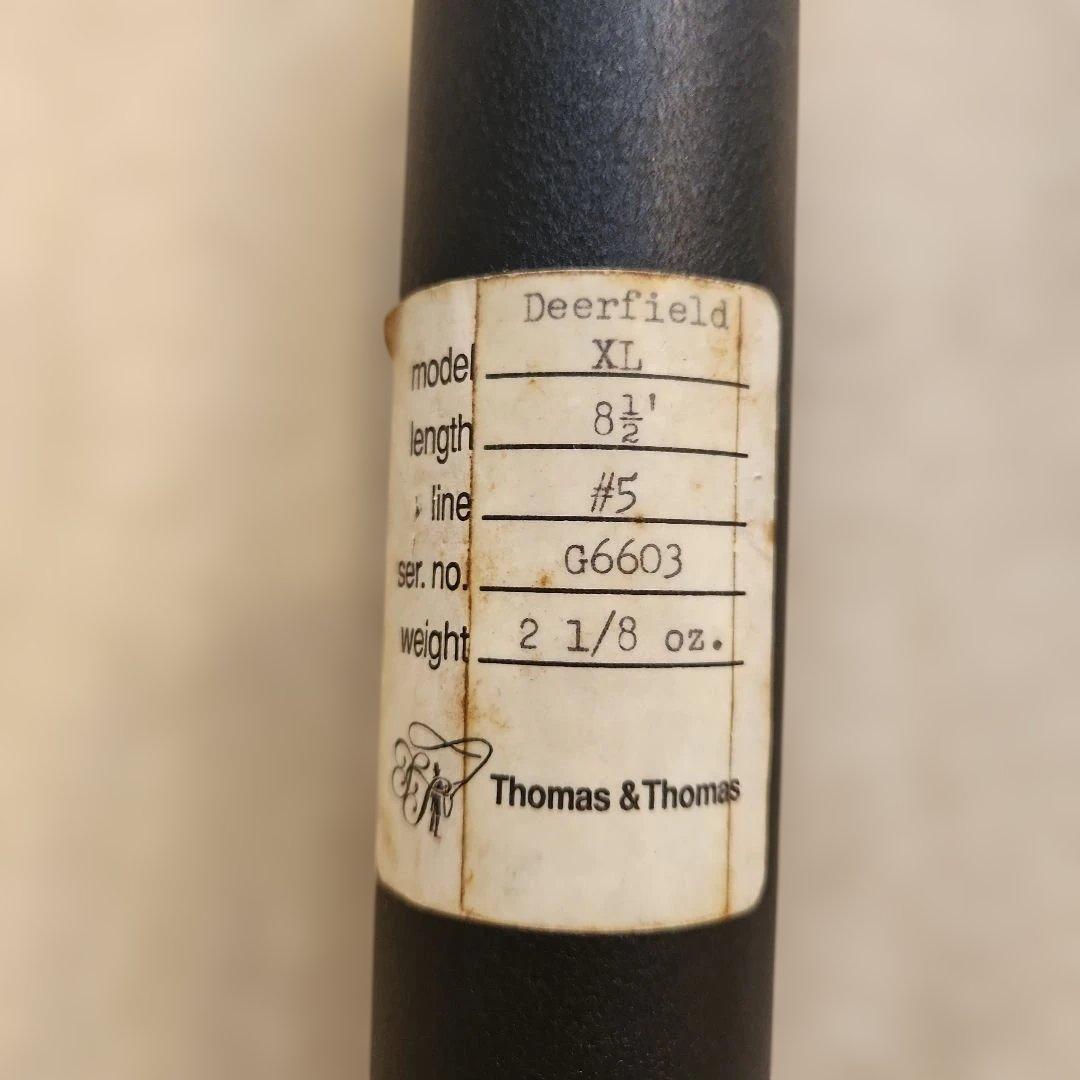 Deerfield
model XL
length 8½'
line #5
ser. no. G6603
weight 2 1/8 oz.
Thomas & Thomas